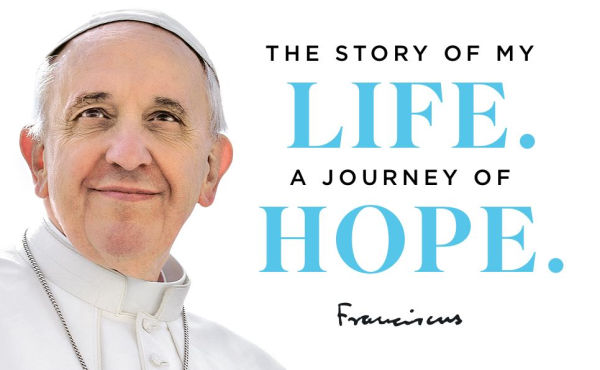 THE STORY OF MY
LIFE.
A JOURNEY OF
HOPE.
Franciscus